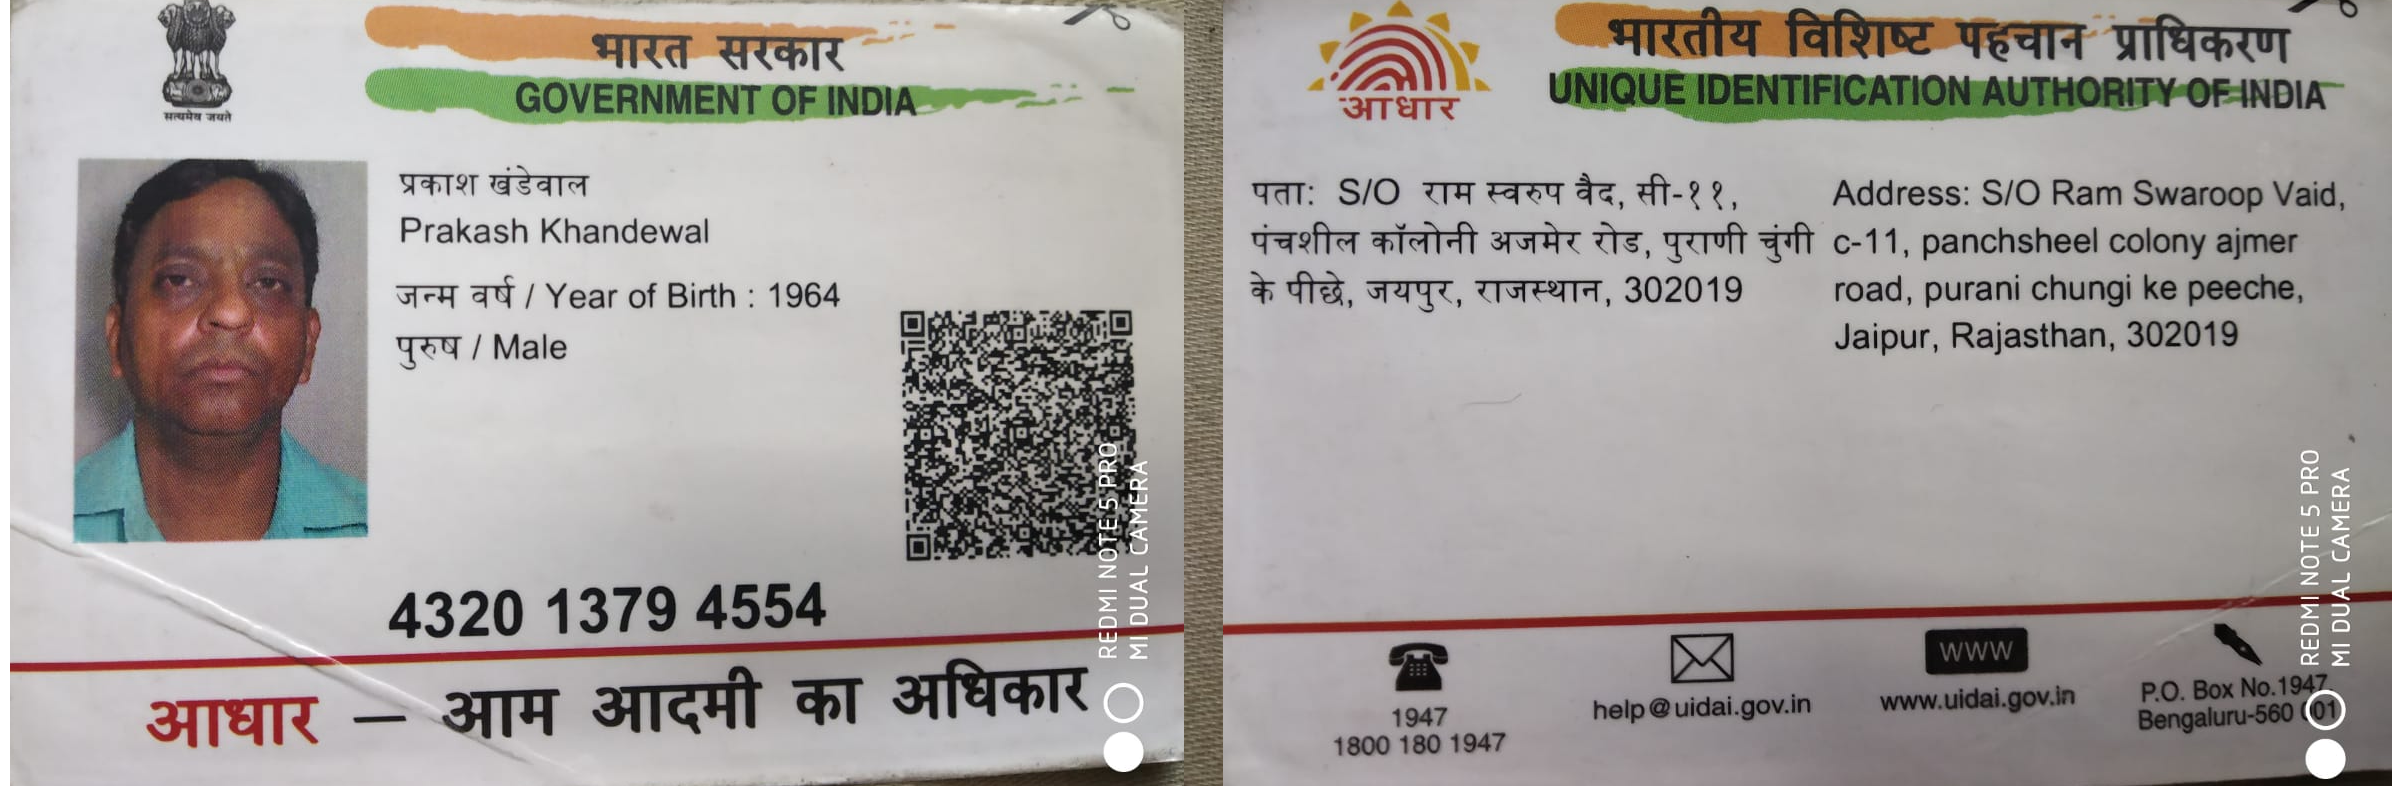 सत्यमेव जयते
भारत सरकार
GOVERNMENT OF INDIA
प्रकाश खंडेवाल
Prakash Khandewal
जन्म वर्ष / Year of Birth : 1964
पुरुष / Male
4320 1379 4554
आधार — आम आदमी का अधिकार
REDMI NOTE 5 PRO
MI DUAL CAMERA
आधार
भारतीय विशिष्ट पहचान प्राधिकरण
UNIQUE IDENTIFICATION AUTHORITY OF INDIA
पता: S/O राम स्वरुप वैद, सी-११,
पंचशील कॉलोनी अजमेर रोड, पुराणी चुंगी
के पीछे, जयपुर, राजस्थान, 302019
Address: S/O Ram Swaroop Vaid,
c-11, panchsheel colony ajmer
road, purani chungi ke peeche,
Jaipur, Rajasthan, 302019
1947
1800 180 1947
help@uidai.gov.in
WWW
www.uidai.gov.in
P.O. Box No.1947,
Bengaluru-560 001
REDMI NOTE 5 PRO
MI DUAL CAMERA